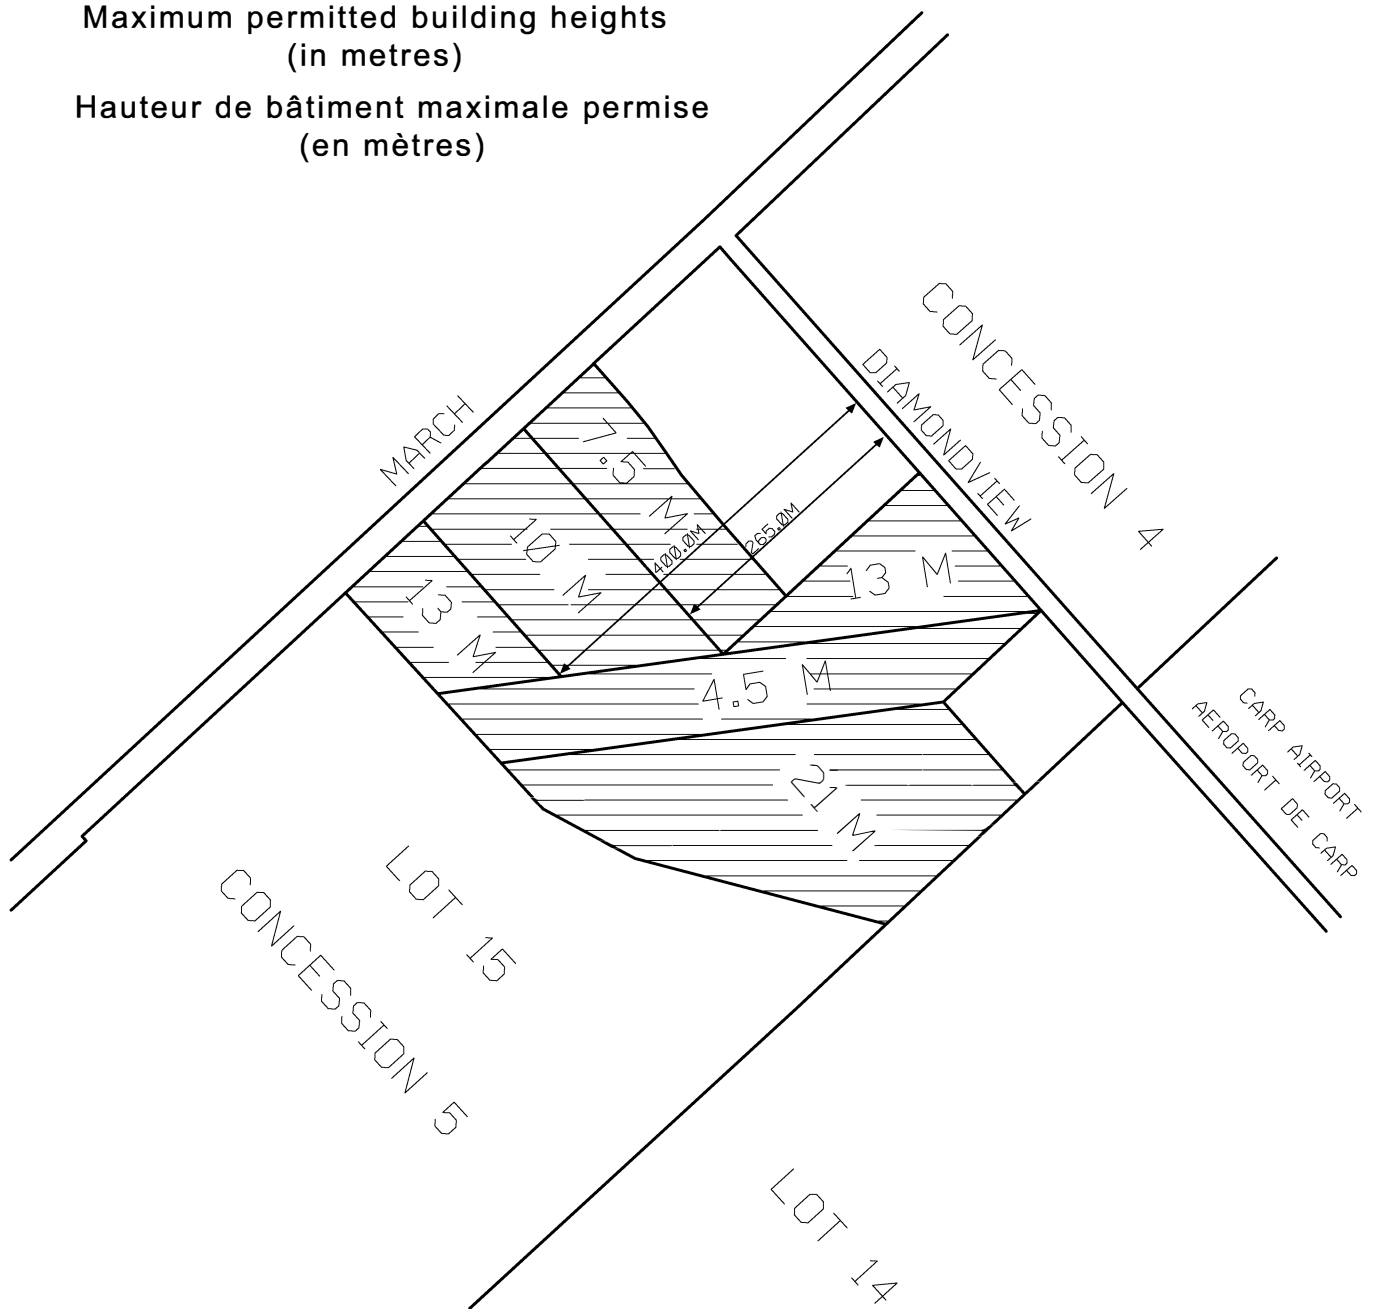 Maximum permitted building heights
(in metres)
Hauteur de bâtiment maximale permise
(en mètres)
CONCESSION 4
DIAMONDVIEW
MARCH
7.5 M
10 M
13 M
400.0M
265.0M
13 M
4.5 M
21 M
CARP AIRPORT
AEROPORT DE CARP
LOT 15
CONCESSION 5
LOT 14